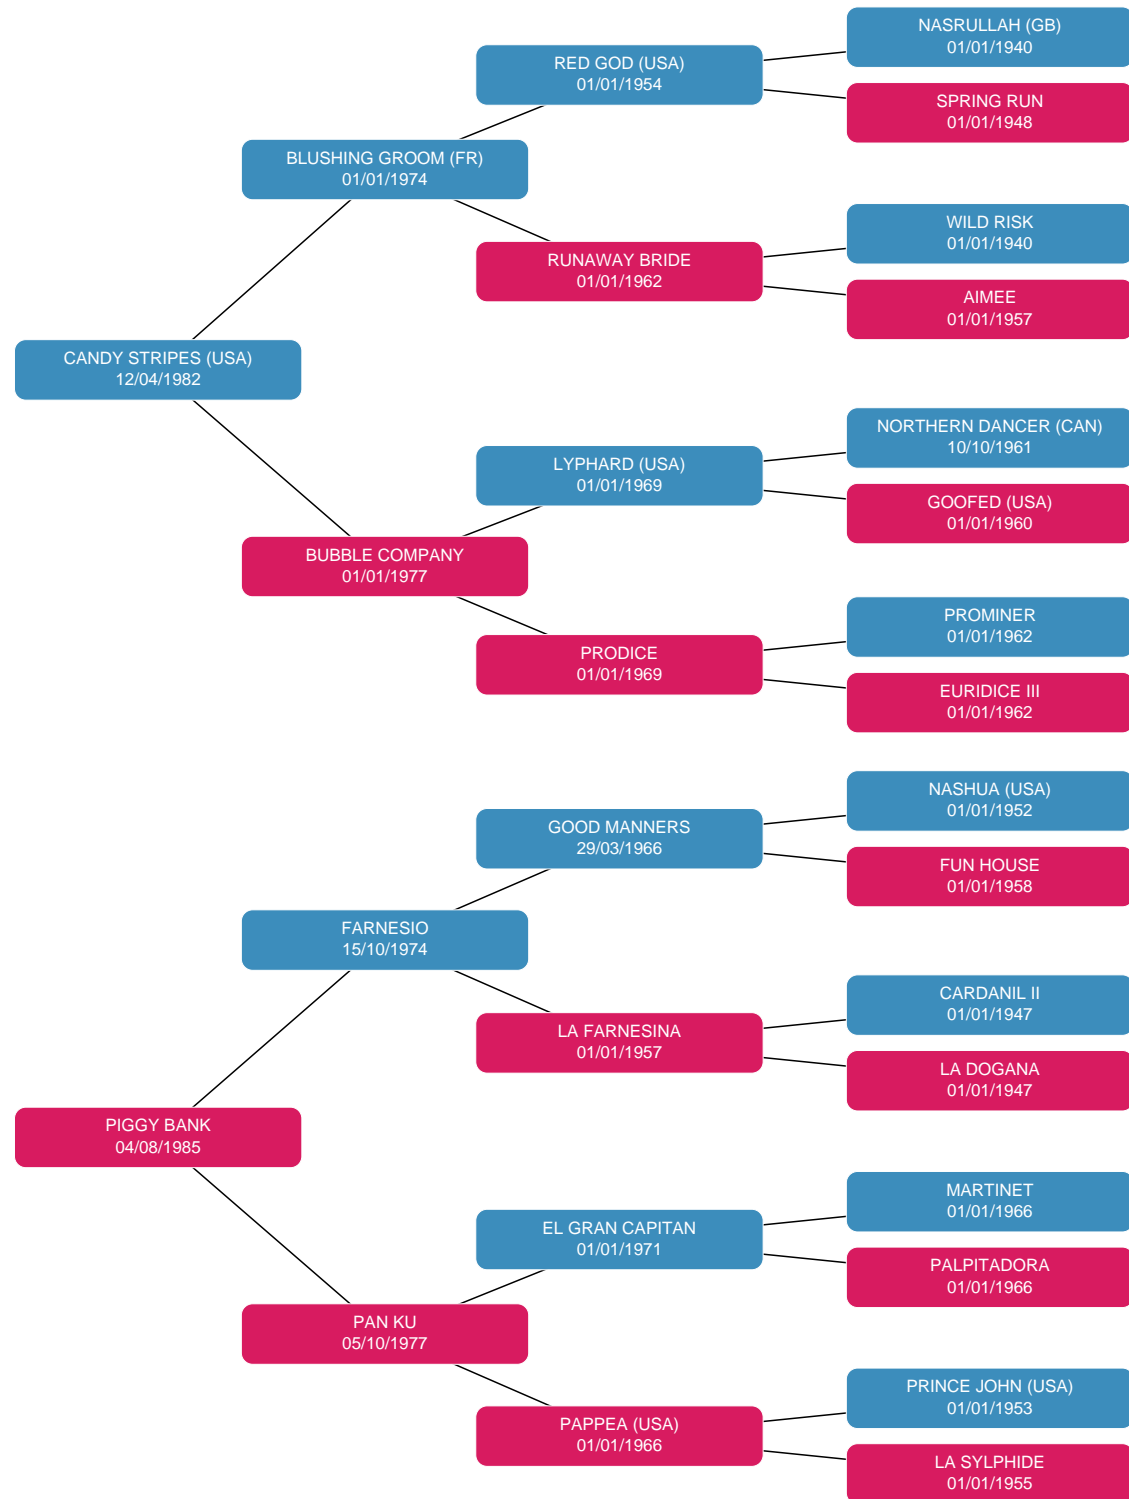 NASRULLAH (GB)
01/01/1940
RED GOD (USA)
01/01/1954
SPRING RUN
01/01/1948
BLUSHING GROOM (FR)
01/01/1974
WILD RISK
01/01/1940
RUNAWAY BRIDE
01/01/1962
AIMEE
01/01/1957
CANDY STRIPES (USA)
12/04/1982
NORTHERN DANCER (CAN)
10/10/1961
LYPHARD (USA)
01/01/1969
GOOFED (USA)
01/01/1960
BUBBLE COMPANY
01/01/1977
PROMINER
01/01/1962
PRODICE
01/01/1969
EURIDICE III
01/01/1962
NASHUA (USA)
01/01/1952
GOOD MANNERS
29/03/1966
FUN HOUSE
01/01/1958
FARNESIO
15/10/1974
CARDANIL II
01/01/1947
LA FARNESINA
01/01/1957
LA DOGANA
01/01/1947
PIGGY BANK
04/08/1985
MARTINET
01/01/1966
EL GRAN CAPITAN
01/01/1971
PALPITADORA
01/01/1966
PAN KU
05/10/1977
PRINCE JOHN (USA)
01/01/1953
PAPPEA (USA)
01/01/1966
LA SYLPHIDE
01/01/1955